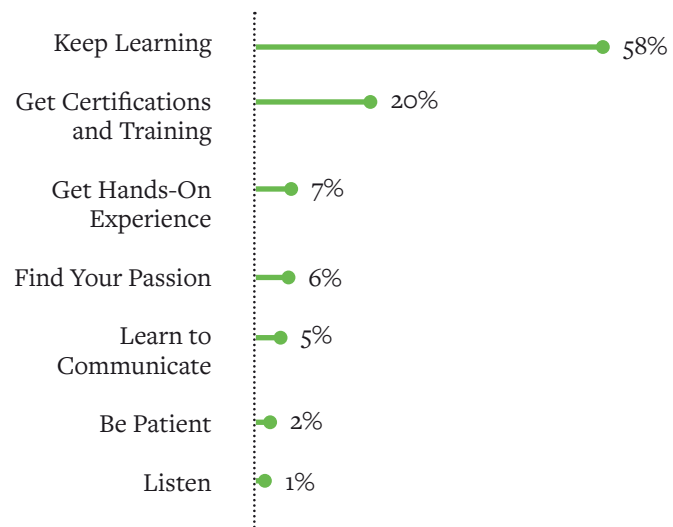 Keep Learning 58%
Get Certifications
and Training 20%
Get Hands-On
Experience 7%
Find Your Passion 6%
Learn to
Communicate 5%
Be Patient 2%
Listen 1%